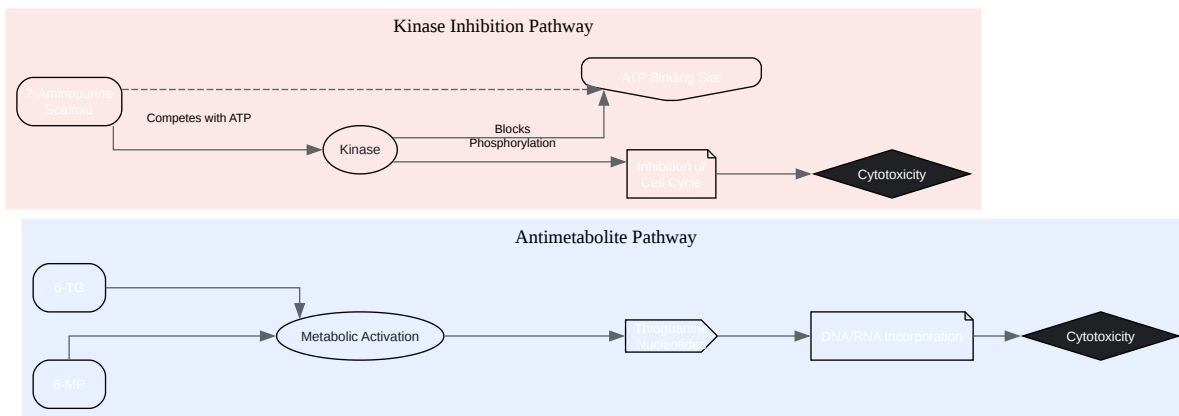 Kinase Inhibition Pathway
2-Aminopurine
Scaffold
Competes with ATP
Kinase
ATP Binding Site
Blocks
Phosphorylation
Inhibition of
Cell Cycle
Cytotoxicity
Antimetabolite Pathway
6-TG
6-MP
Metabolic Activation
Thioguanine
Nucleotides
DNA/RNA Incorporation
Cytotoxicity